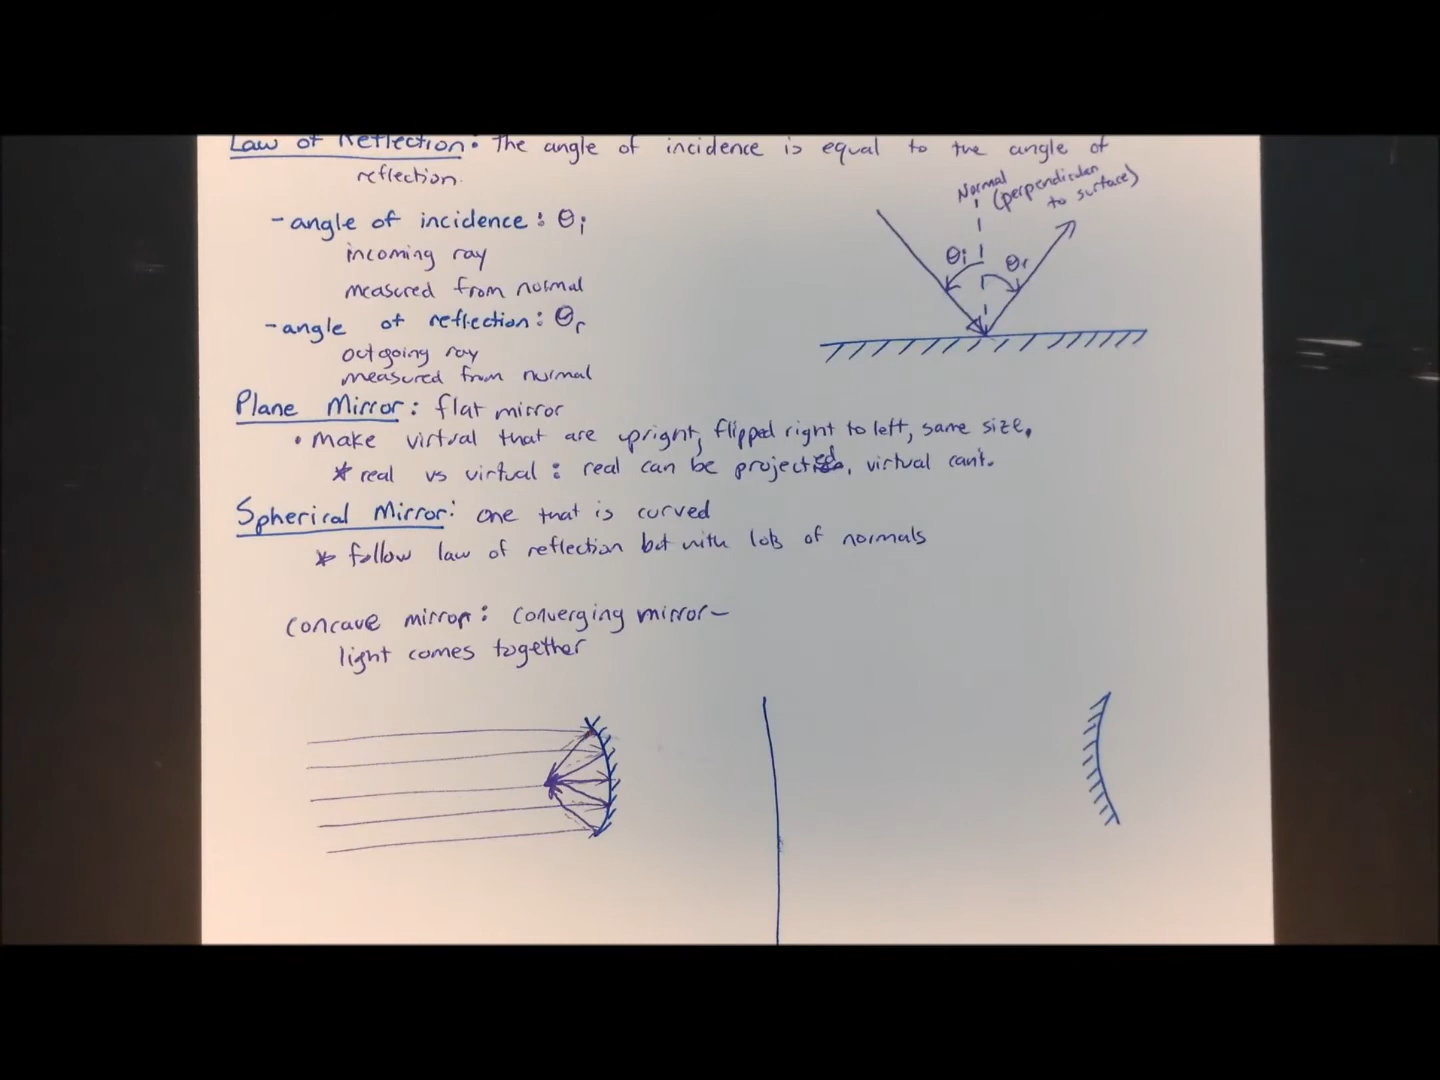 Law of Reflection: The angle of incidence is equal to the angle of
reflection.
Normal
(perpendicular
to surface)
- angle of incidence: θi
incoming ray
measured from normal
θi
θr
- angle of reflection: θr
outgoing ray
measured from normal
Plane Mirror: flat mirror
• Make virtual that are upright, flipped right to left, same size.
* real vs virtual: real can be projected, virtual can't.
Spherical Mirror: one that is curved
* follow law of reflection but with lots of normals
Concave mirror: Converging mirror-
light comes together